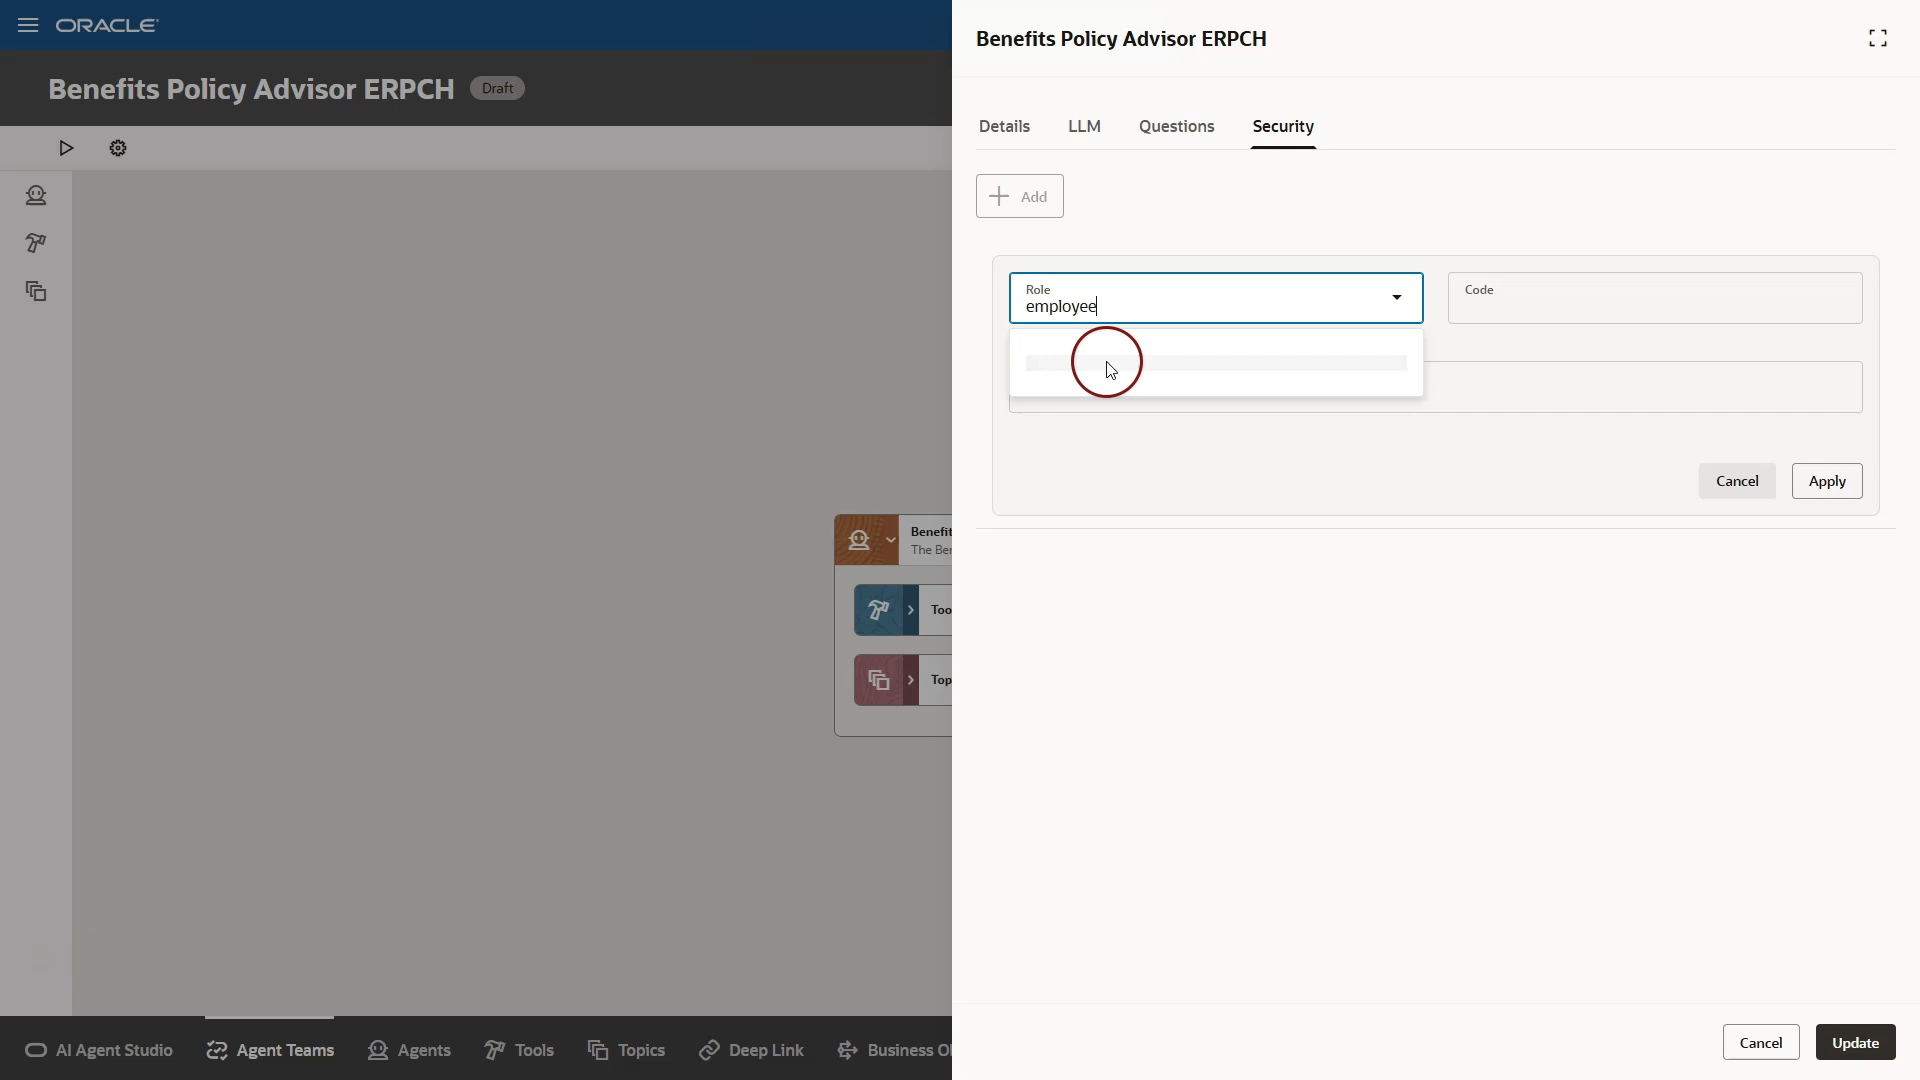 ORACLE
Benefits Policy Advisor ERPCH
Draft
Benefit
The Ber
Too
Top
AI Agent Studio
Agent Teams
Agents
Tools
Topics
Deep Link
Business O
Benefits Policy Advisor ERPCH
Details
LLM
Questions
Security
Add
Role
employee
Code
Cancel
Apply
Cancel
Update